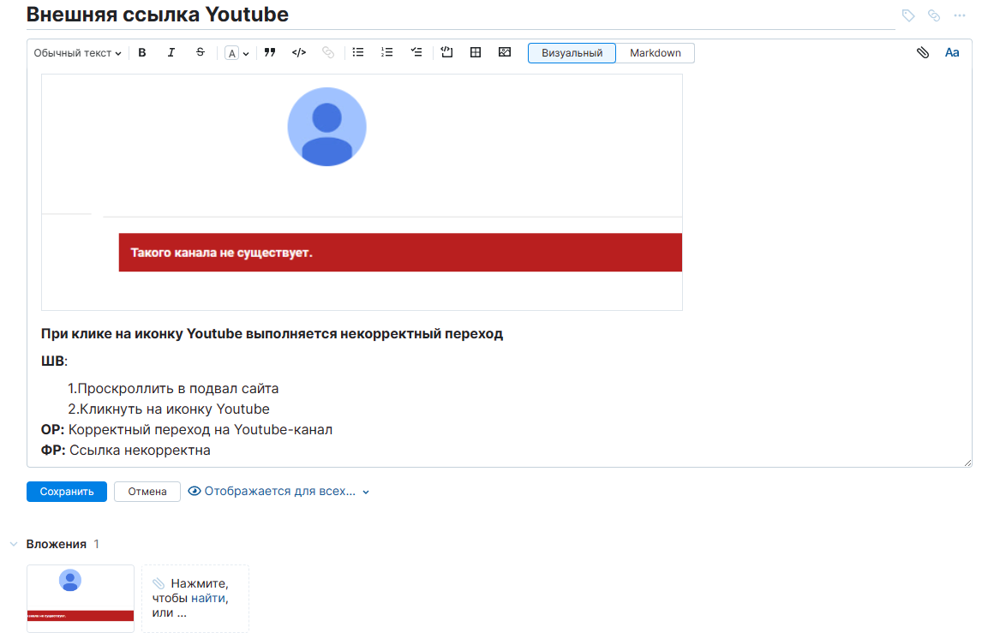 Внешняя ссылка Youtube
Обычный текст B I S A </> Визуальный Markdown Aa
Такого канала не существует.
При клике на иконку Youtube выполняется некорректный переход
ШВ:
1.Проскроллить в подвал сайта
2.Кликнуть на иконку Youtube
ОР: Корректный переход на Youtube-канал
ФР: Ссылка некорректна
Сохранить Отмена Отображается для всех...
Вложения 1
Нажмите,
чтобы найти,
или ...